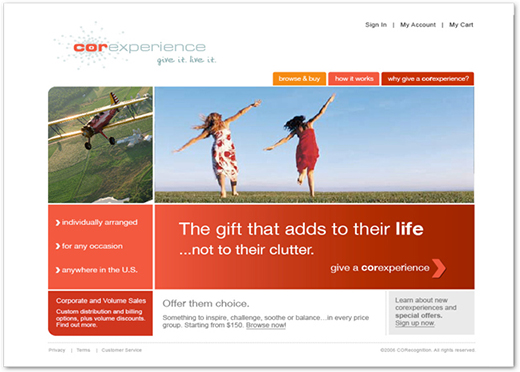 Sign In | My Account | My Cart
corexperience
give it. live it.
browse & buy
how it works
why give a corexperience?
individually arranged
for any occasion
anywhere in the U.S.
The gift that adds to their life
...not to their clutter.
give a corexperience
Corporate and Volume Sales
Custom distribution and billing
options, plus volume discounts.
Find out more.
Offer them choice.
Something to inspire, challenge, soothe or balance...in every price
group. Starting from $150. Browse now!
Learn about new
corexperiences and
special offers.
Sign up now.
Privacy | Terms | Customer Service
©2006 CORecognition. All rights reserved.